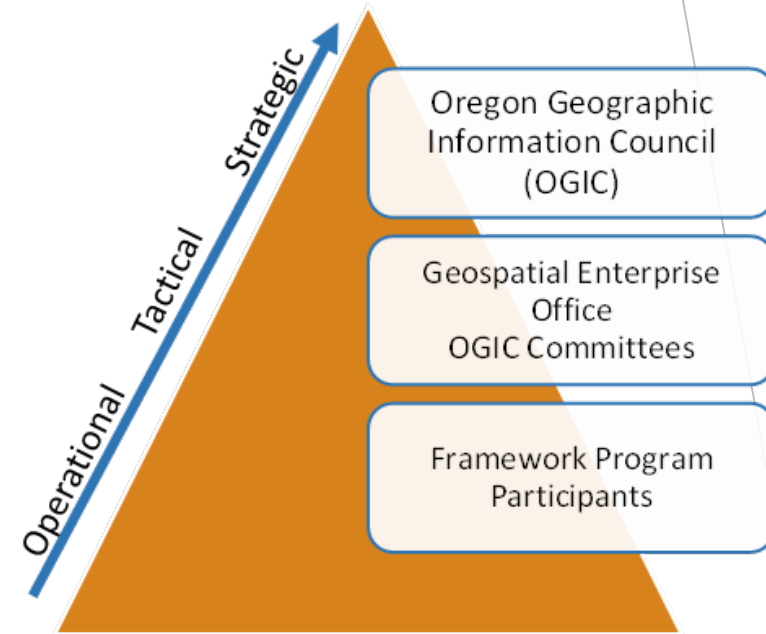 Strategic
Tactical
Operational
Oregon Geographic
Information Council
(OGIC)
Geospatial Enterprise
Office
OGIC Committees
Framework Program
Participants